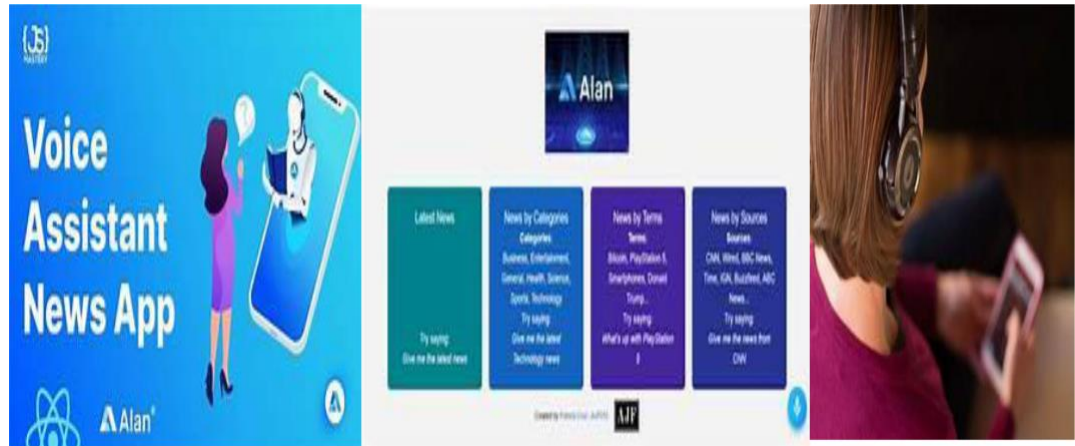 {JS}
MASTERY
Voice
Assistant
News App
Alan
Alan
Latest News
Try saying:
Give me the latest news
News by Categories
Categories:
Business, Entertainment,
General, Health, Science,
Sports, Technology
Try saying:
Give me the latest
Technology news
News by Terms
Terms:
Bitcoin, PlayStation 5,
Smartphones, Donald
Trump...
Try saying:
What's up with PlayStation
5
News by Sources
Sources:
CNN, Wired, BBC News,
Time, IGN, Buzzfeed, ABC
News...
Try saying:
Give me the news from
CNN
Created by
AJF